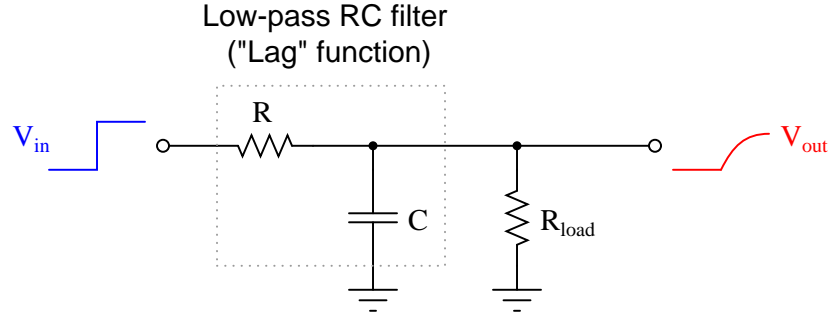 Low-pass RC filter
("Lag" function)
R
Vin
Vout
C
Rload